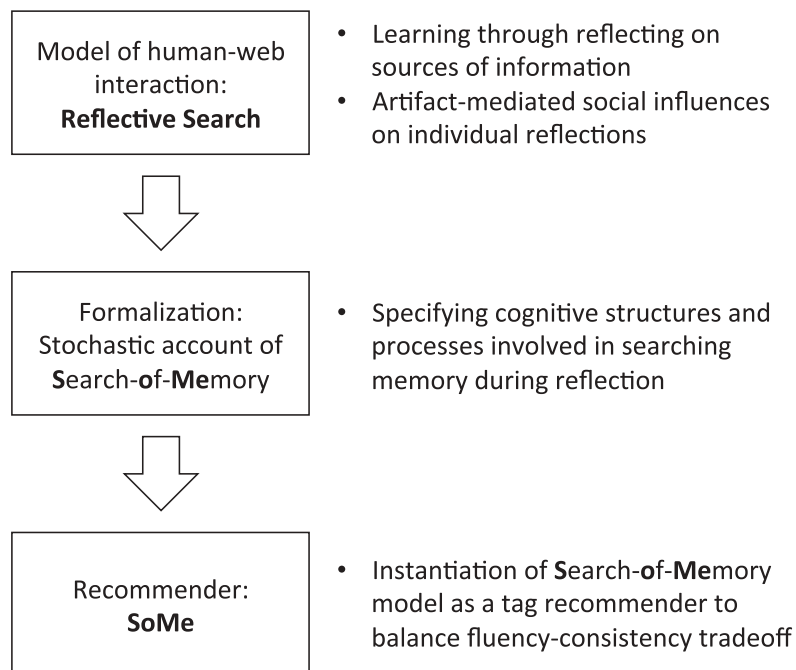 Model of human-web
interaction:
Reflective Search
• Learning through reflecting on
sources of information
• Artifact-mediated social influences
on individual reflections
Formalization:
Stochastic account of
Search-of-Memory
• Specifying cognitive structures and
processes involved in searching
memory during reflection
Recommender:
SoMe
• Instantiation of Search-of-Memory
model as a tag recommender to
balance fluency-consistency tradeoff